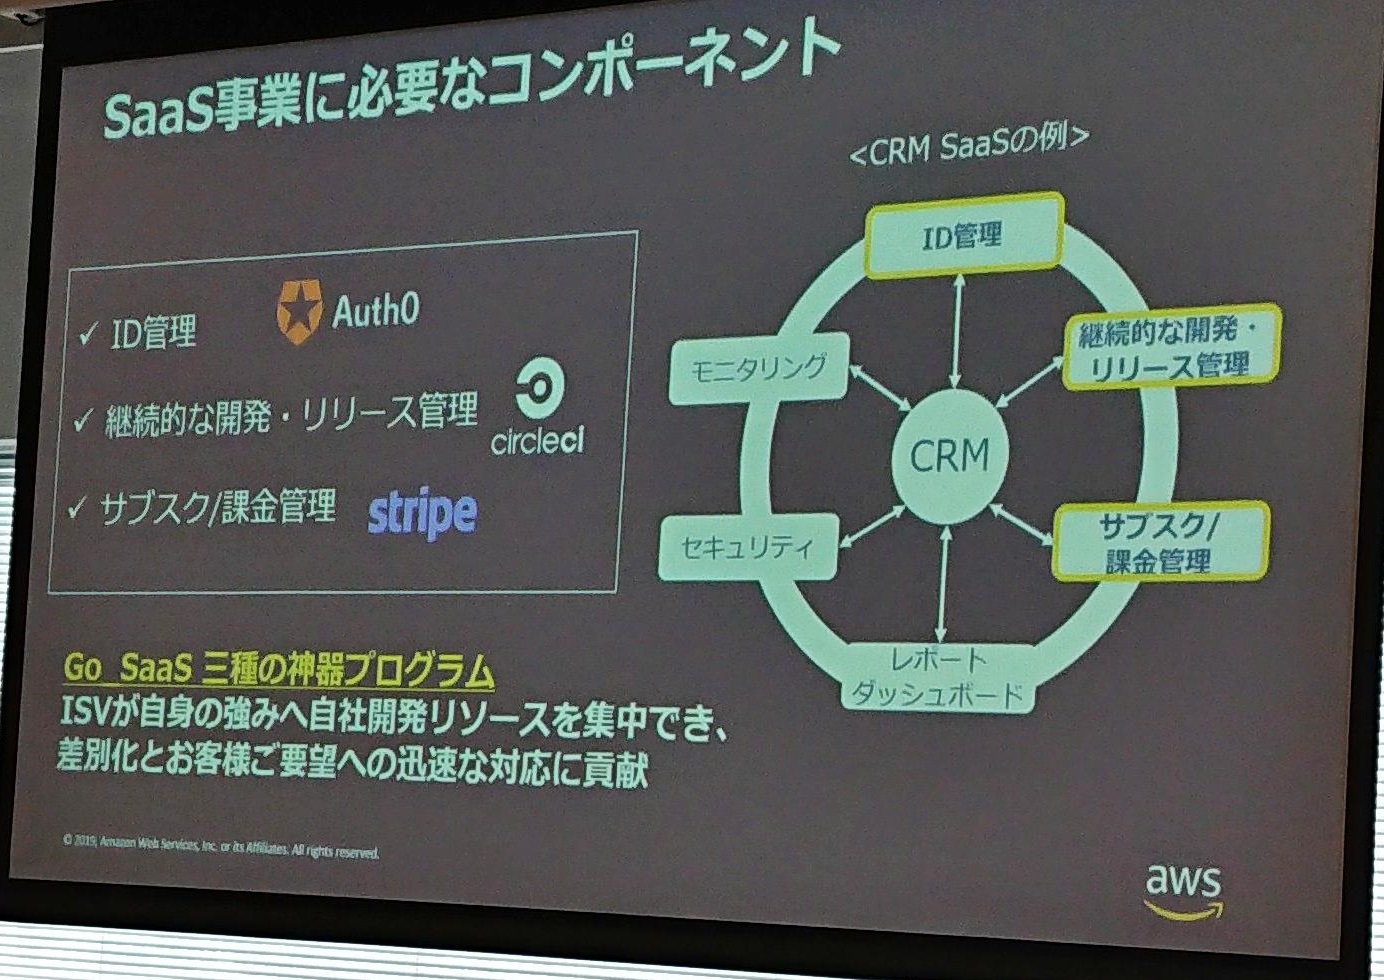 SaaS事業に必要なコンポーネント
<CRM SaaSの例>
✓ ID管理
Auth0
✓ 継続的な開発・リリース管理
circleci
✓ サブスク/課金管理
stripe
Go SaaS 三種の神器プログラム
ISVが自身の強みへ自社開発リソースを集中でき、
差別化とお客様ご要望への迅速な対応に貢献
ID管理
継続的な開発・
リリース管理
モニタリング
CRM
サブスク/
課金管理
セキュリティ
レポート
ダッシュボード
© 2019, Amazon Web Services, Inc. or its Affiliates. All rights reserved.
aws